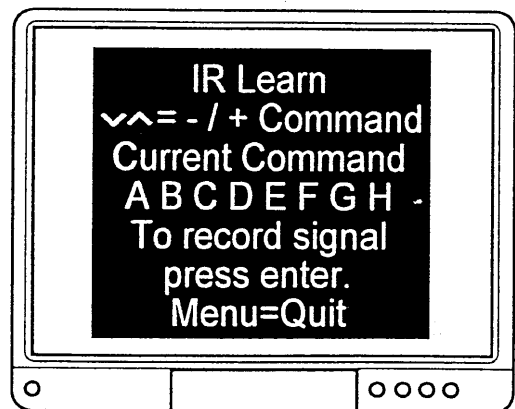 IR Learn
⌵^ = - / + Command
Current Command
A B C D E F G H
To record signal
press enter.
Menu=Quit